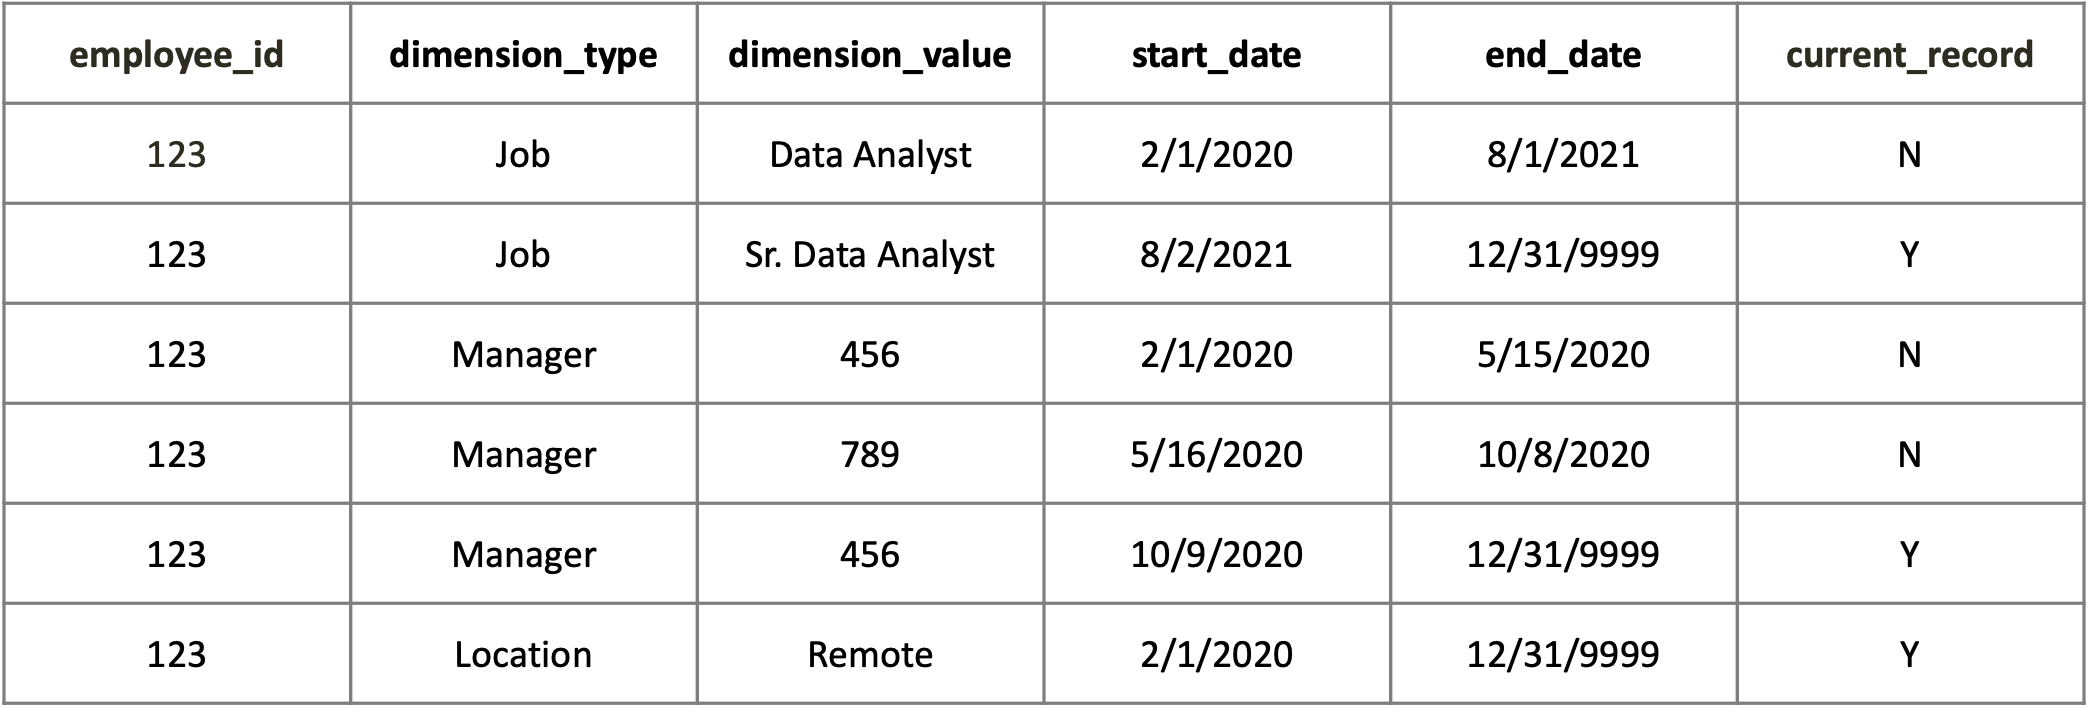 employee_id dimension_type dimension_value start_date end_date current_record
123 Job Data Analyst 2/1/2020 8/1/2021 N
123 Job Sr. Data Analyst 8/2/2021 12/31/9999 Y
123 Manager 456 2/1/2020 5/15/2020 N
123 Manager 789 5/16/2020 10/8/2020 N
123 Manager 456 10/9/2020 12/31/9999 Y
123 Location Remote 2/1/2020 12/31/9999 Y